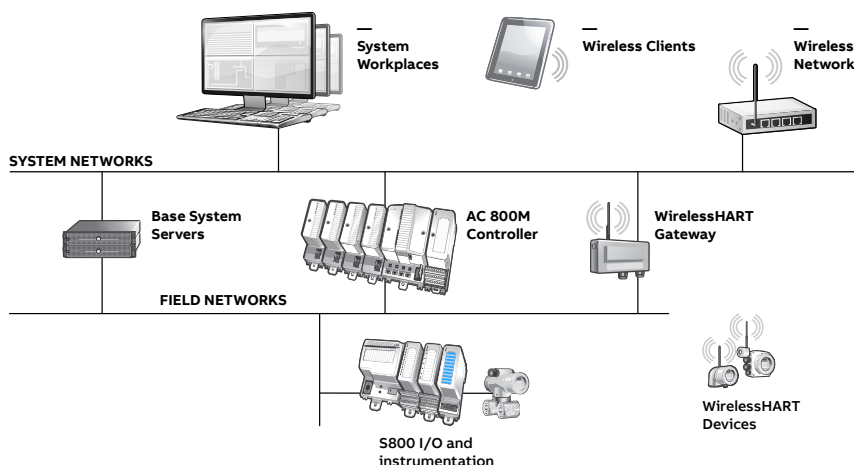 System
Workplaces
Wireless Clients
Wireless
Network
SYSTEM NETWORKS
Base System
Servers
AC 800M
Controller
WirelessHART
Gateway
FIELD NETWORKS
WirelessHART
Devices
S800 I/O and
instrumentation